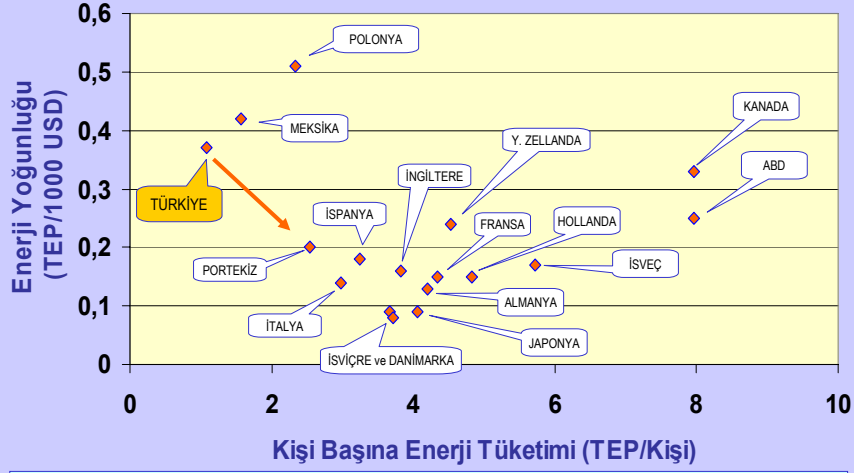 Enerji Yoğunluğu
(TEP/1000 USD)
0,6
0,5
0,4
0,3
0,2
0,1
0
POLONYA
MEKSİKA
TÜRKİYE
KANADA
ABD
Y. ZELLANDA
İNGİLTERE
İSPANYA
FRANSA
HOLLANDA
PORTEKİZ
İSVEÇ
ALMANYA
İTALYA
JAPONYA
İSVİÇRE ve DANİMARKA
0 2 4 6 8 10
Kişi Başına Enerji Tüketimi (TEP/Kişi)